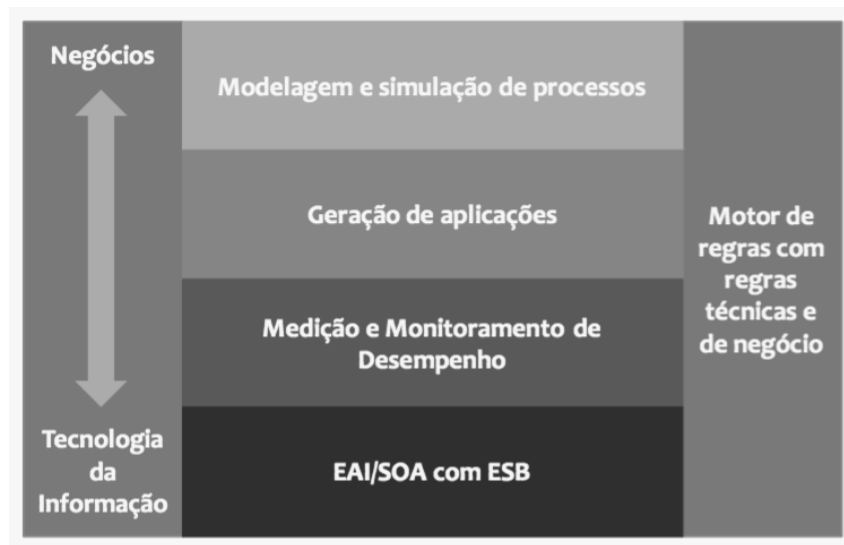 Negócios
Modelagem e simulação de processos
Geração de aplicações
Medição e Monitoramento de
Desempenho
EAI/SOA com ESB
Tecnologia
da
Informação
Motor de
regras com
regras
técnicas e
de negócio